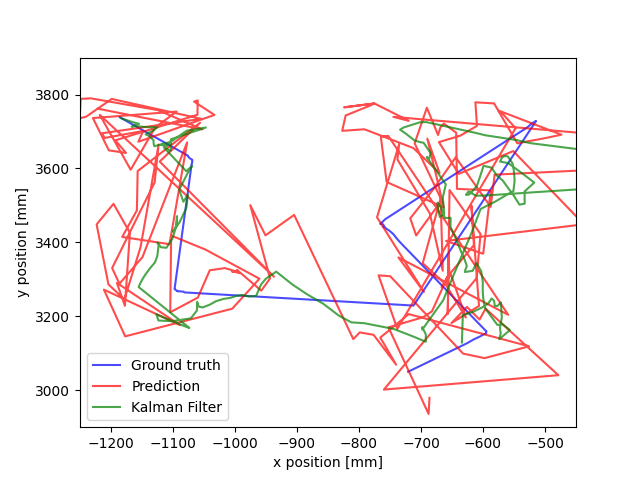 3800
3600
3400
3200
3000
y position [mm]
Ground truth
Prediction
Kalman Filter
−1200 −1100 −1000 −900 −800 −700 −600 −500
x position [mm]